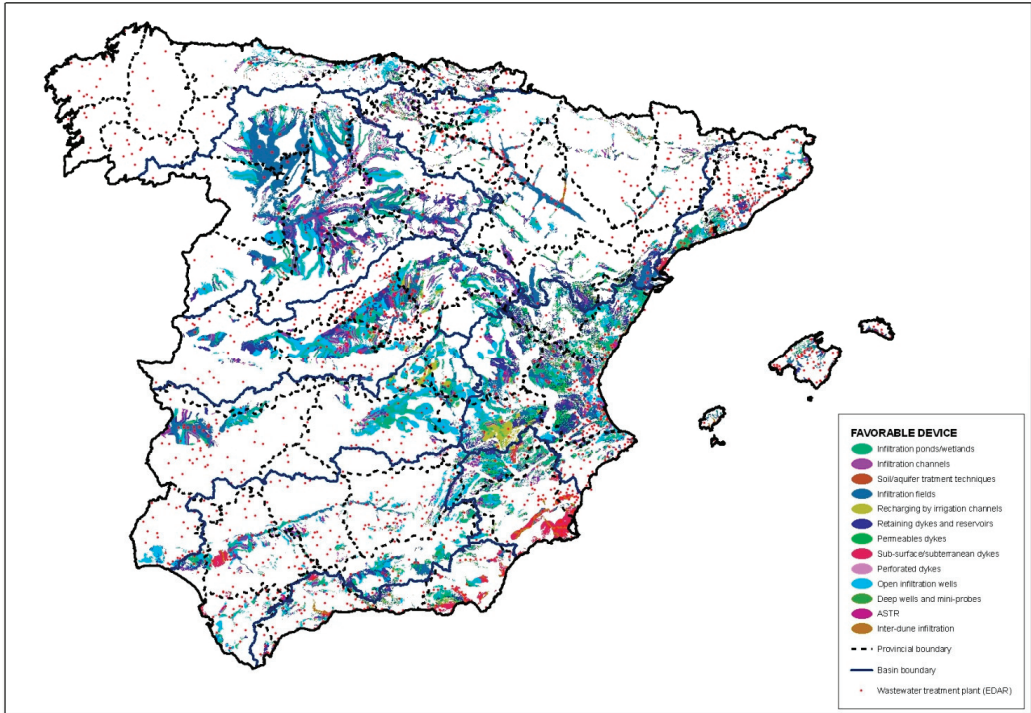 FAVORABLE DEVICE
Infiltration ponds/wetlands
Infiltration channels
Soil/aquifer tratment techniques
Infiltration fields
Recharging by irrigation channels
Retaining dykes and reservoirs
Permeables dykes
Sub-surface/subterranean dykes
Perforated dykes
Open infiltration wells
Deep wells and mini-probes
ASTR
Inter-dune infiltration
Provincial boundary
Basin boundary
Wastewater treatment plant (EDAR)